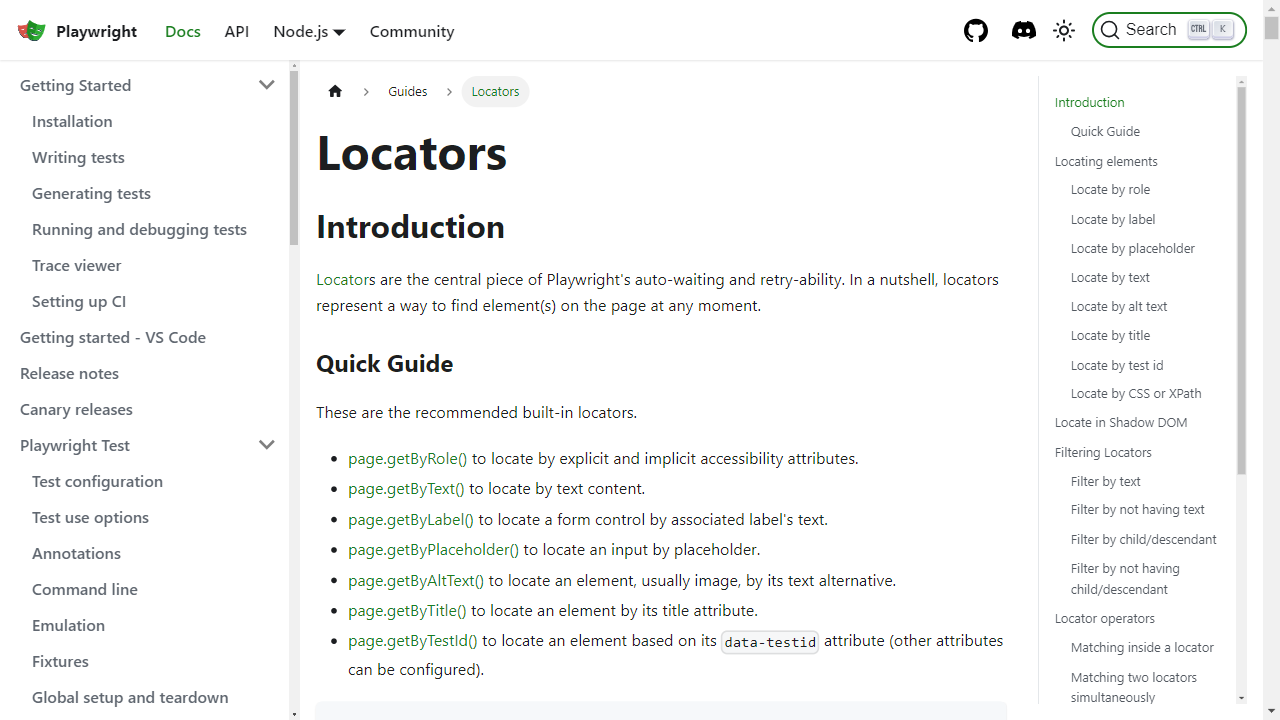 Playwright
Docs
API
Node.js
Community
Search
CTRL
K
Getting Started
Installation
Writing tests
Generating tests
Running and debugging tests
Trace viewer
Setting up CI
Getting started - VS Code
Release notes
Canary releases
Playwright Test
Test configuration
Test use options
Annotations
Command line
Emulation
Fixtures
Global setup and teardown
Guides
Locators
Locators
Introduction
Locators are the central piece of Playwright's auto-waiting and retry-ability. In a nutshell, locators
represent a way to find element(s) on the page at any moment.
Quick Guide
These are the recommended built-in locators.
page.getByRole() to locate by explicit and implicit accessibility attributes.
page.getByText() to locate by text content.
page.getByLabel() to locate a form control by associated label's text.
page.getByPlaceholder() to locate an input by placeholder.
page.getByAltText() to locate an element, usually image, by its text alternative.
page.getByTitle() to locate an element by its title attribute.
page.getByTestId() to locate an element based on its data-testid attribute (other attributes
can be configured).
Introduction
Quick Guide
Locating elements
Locate by role
Locate by label
Locate by placeholder
Locate by text
Locate by alt text
Locate by title
Locate by test id
Locate by CSS or XPath
Locate in Shadow DOM
Filtering Locators
Filter by text
Filter by not having text
Filter by child/descendant
Filter by not having
child/descendant
Locator operators
Matching inside a locator
Matching two locators
simultaneously